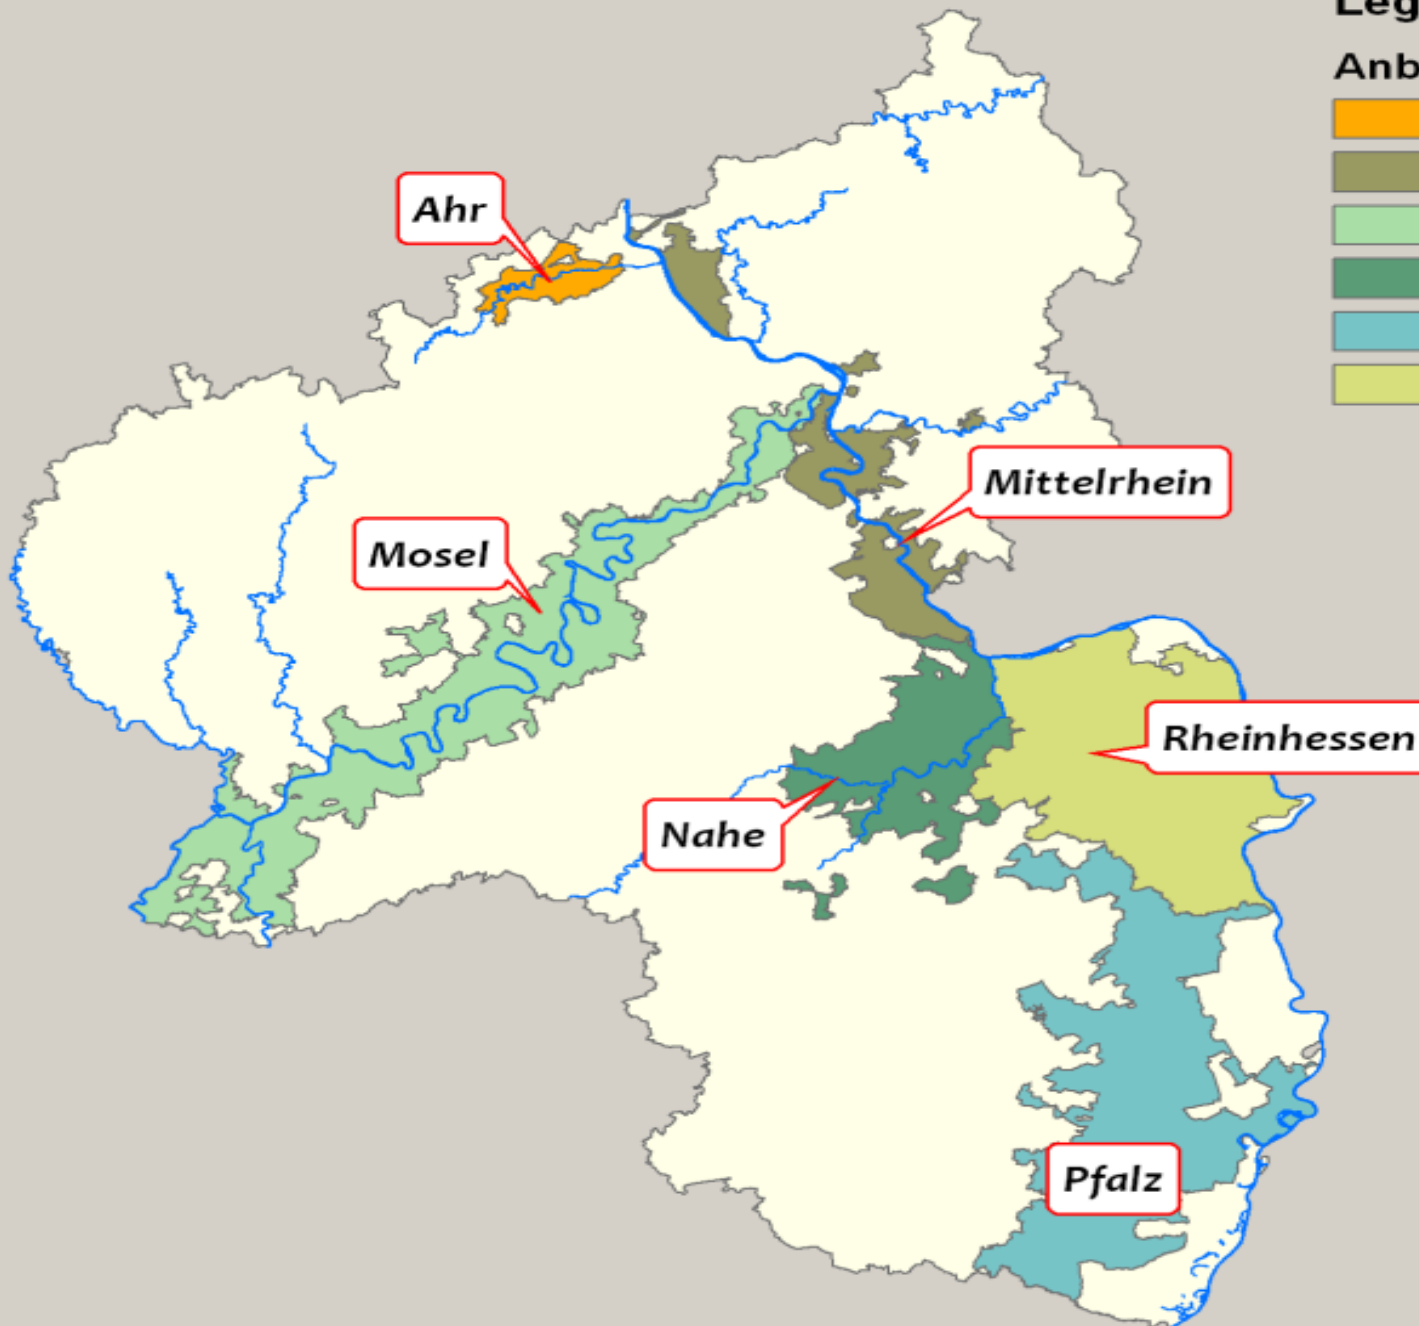 Leg
Anb
Ahr
Mittelrhein
Mosel
Rheinhessen
Nahe
Pfalz